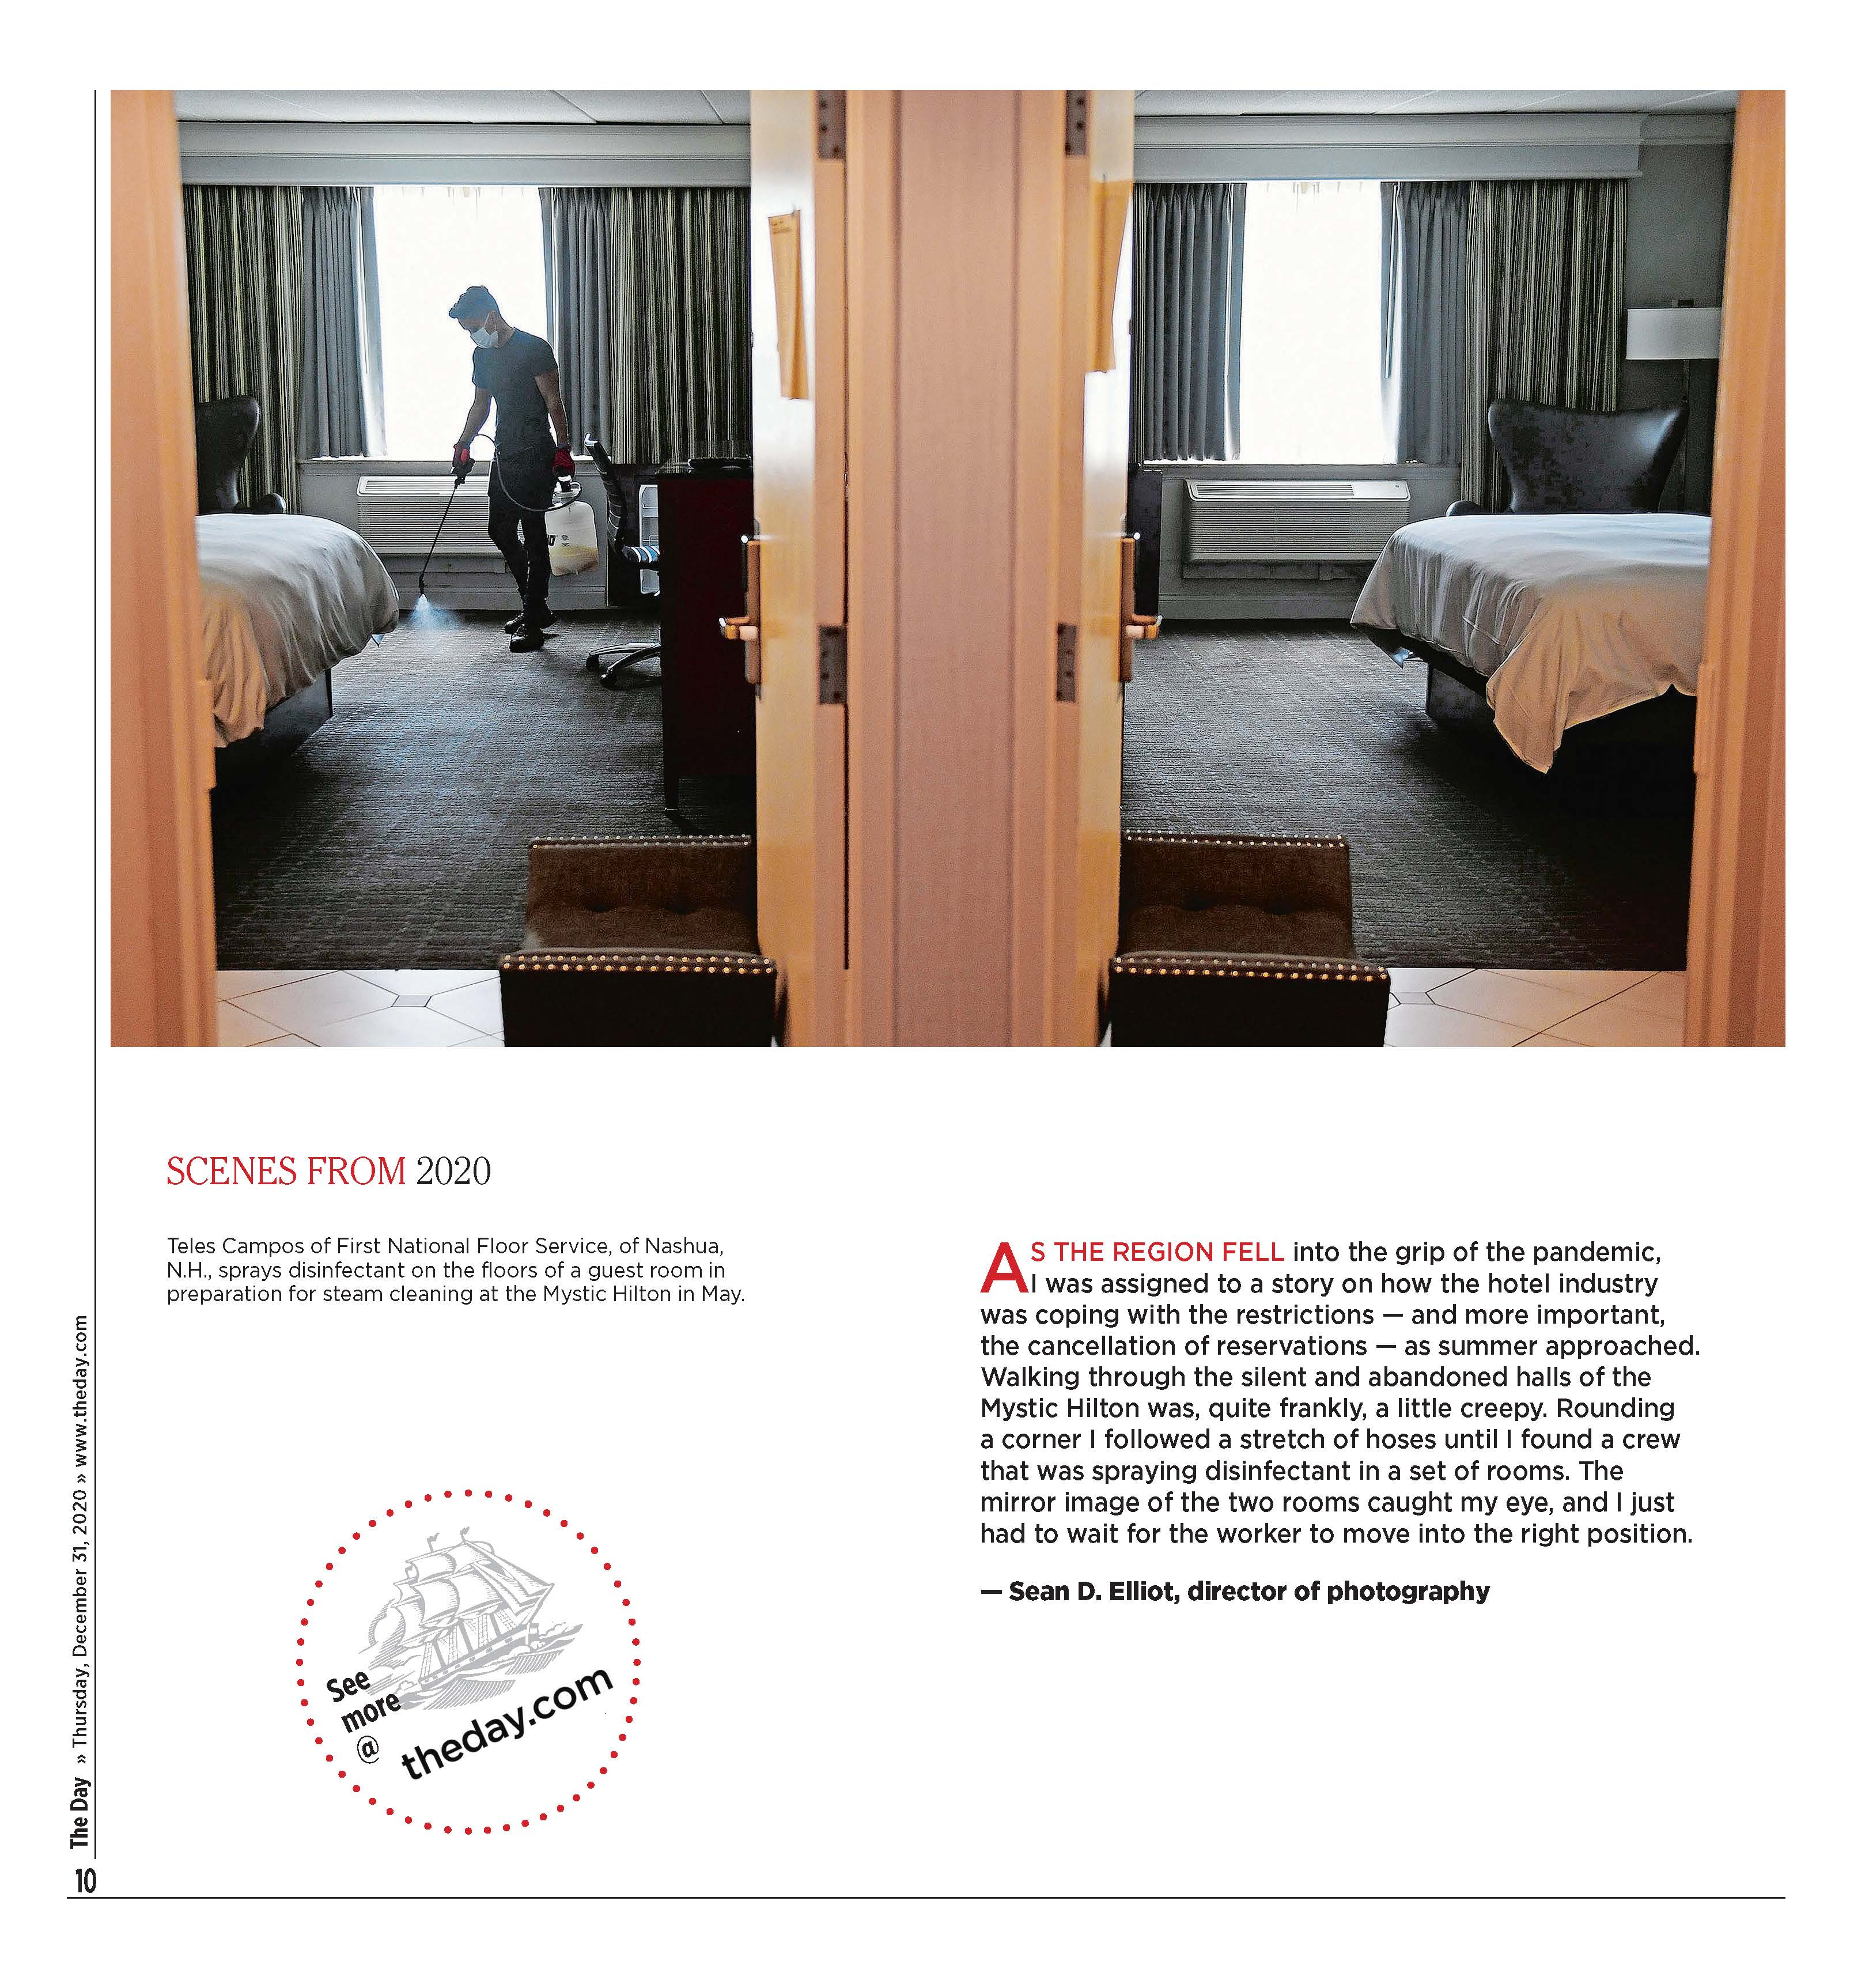 SCENES FROM 2020
Teles Campos of First National Floor Service, of Nashua,
N.H., sprays disinfectant on the floors of a guest room in
preparation for steam cleaning at the Mystic Hilton in May.
AS THE REGION FELL into the grip of the pandemic,
I was assigned to a story on how the hotel industry
was coping with the restrictions — and more important,
the cancellation of reservations — as summer approached.
Walking through the silent and abandoned halls of the
Mystic Hilton was, quite frankly, a little creepy. Rounding
a corner I followed a stretch of hoses until I found a crew
that was spraying disinfectant in a set of rooms. The
mirror image of the two rooms caught my eye, and I just
had to wait for the worker to move into the right position.
— Sean D. Elliot, director of photography
See
more
@
theday.com
The Day » Thursday, December 31, 2020 » www.theday.com
10